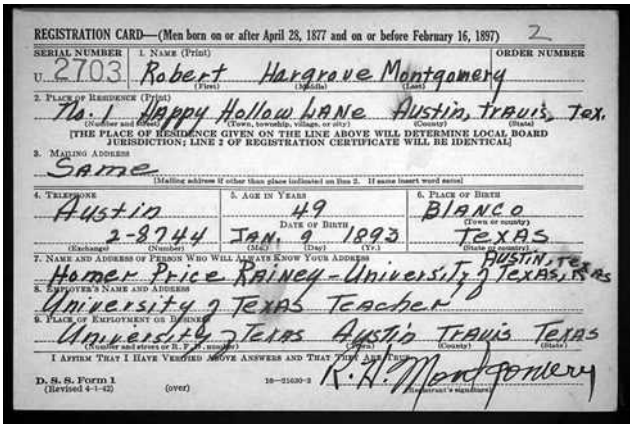 REGISTRATION CARD—(Men born on or after April 28, 1877 and on or before February 16, 1897) 2
SERIAL NUMBER 1. NAME (Print) ORDER NUMBER
U 2703 Robert Hargrove Montgomery
(First) (Middle) (Last)
2. PLACE OF RESIDENCE (Print)
No. 1 HAPPY Hollow LANE Austin, Travis, Tex.
(Number and street) (Town, township, village, or city) (County) (State)
[THE PLACE OF RESIDENCE GIVEN ON THE LINE ABOVE WILL DETERMINE LOCAL BOARD
JURISDICTION; LINE 2 OF REGISTRATION CERTIFICATE WILL BE IDENTICAL]
3. MAILING ADDRESS
SAME
[Mailing address if other than place indicated on line 2. If same insert word same]
4. TELEPHONE 5. AGE IN YEARS 6. PLACE OF BIRTH
Austin 49 BIANCO
DATE OF BIRTH (Town or county)
2-8744 JAN. 9 1893 TEXAS
(Exchange) (Number) (Mo.) (Day) (Yr.) (State or country)
7. NAME AND ADDRESS OF PERSON WHO WILL ALWAYS KNOW YOUR ADDRESS AUSTIN, Tex
Homer Price RAINEY-University of TEXAS,
8. EMPLOYER'S NAME AND ADDRESS
University of TEXAS TEACHER
9. PLACE OF EMPLOYMENT OR BUSINESS
University of Texas Austin TRAVIS TEXAS
(Number and street or R. F. D. number) (Town) (County) (State)
I AFFIRM THAT I HAVE VERIFIED ABOVE ANSWERS AND THAT THEY ARE TRUE.
R. H. Montgomery
D. S. S. Form 1 16—21630-2 (Registrant's signature)
(Revised 4-1-42) (over)